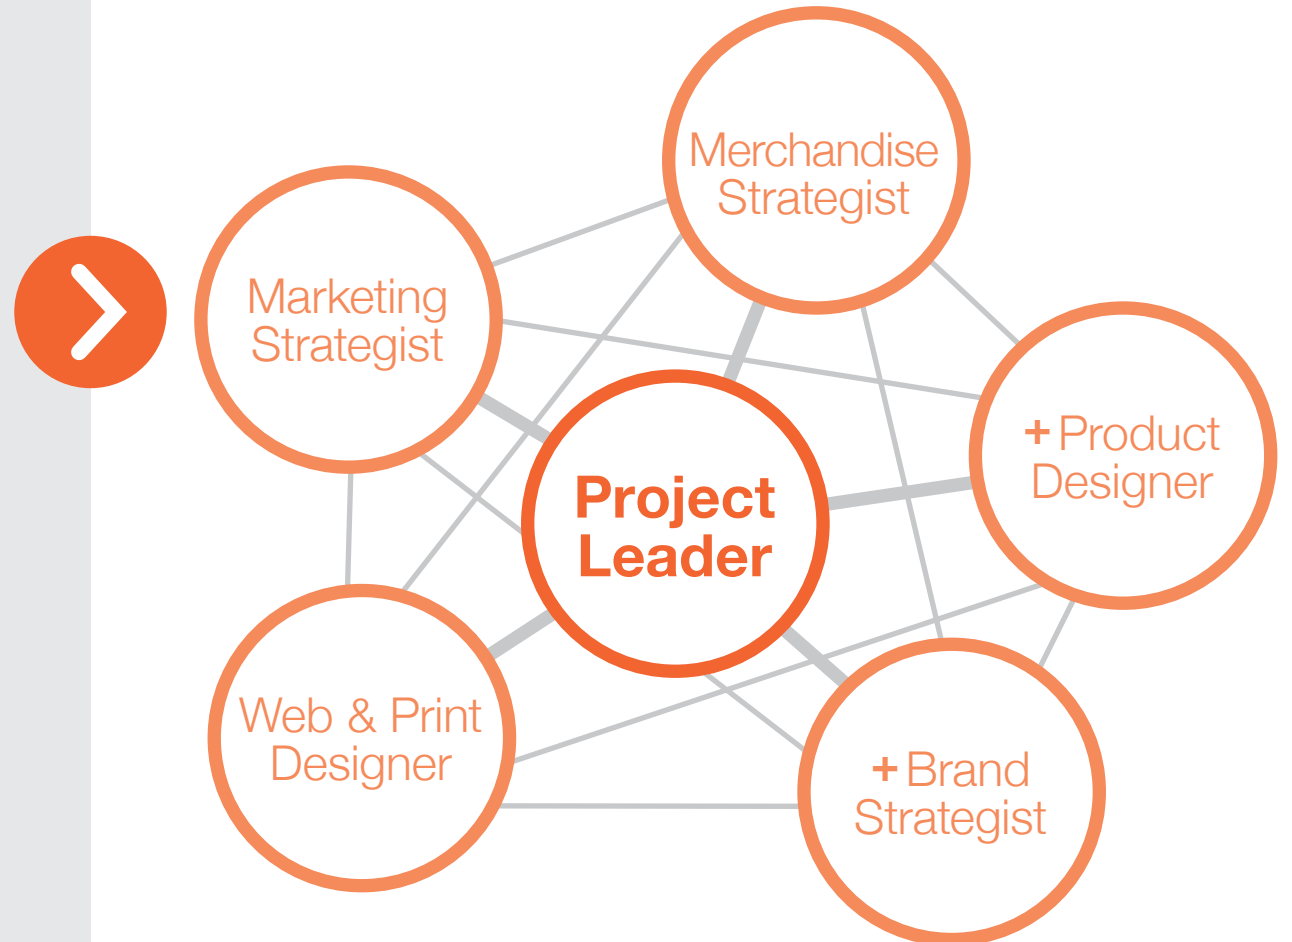 Merchandise
Strategist
Marketing
Strategist
+Product
Designer
Project
Leader
Web & Print
Designer
+Brand
Strategist